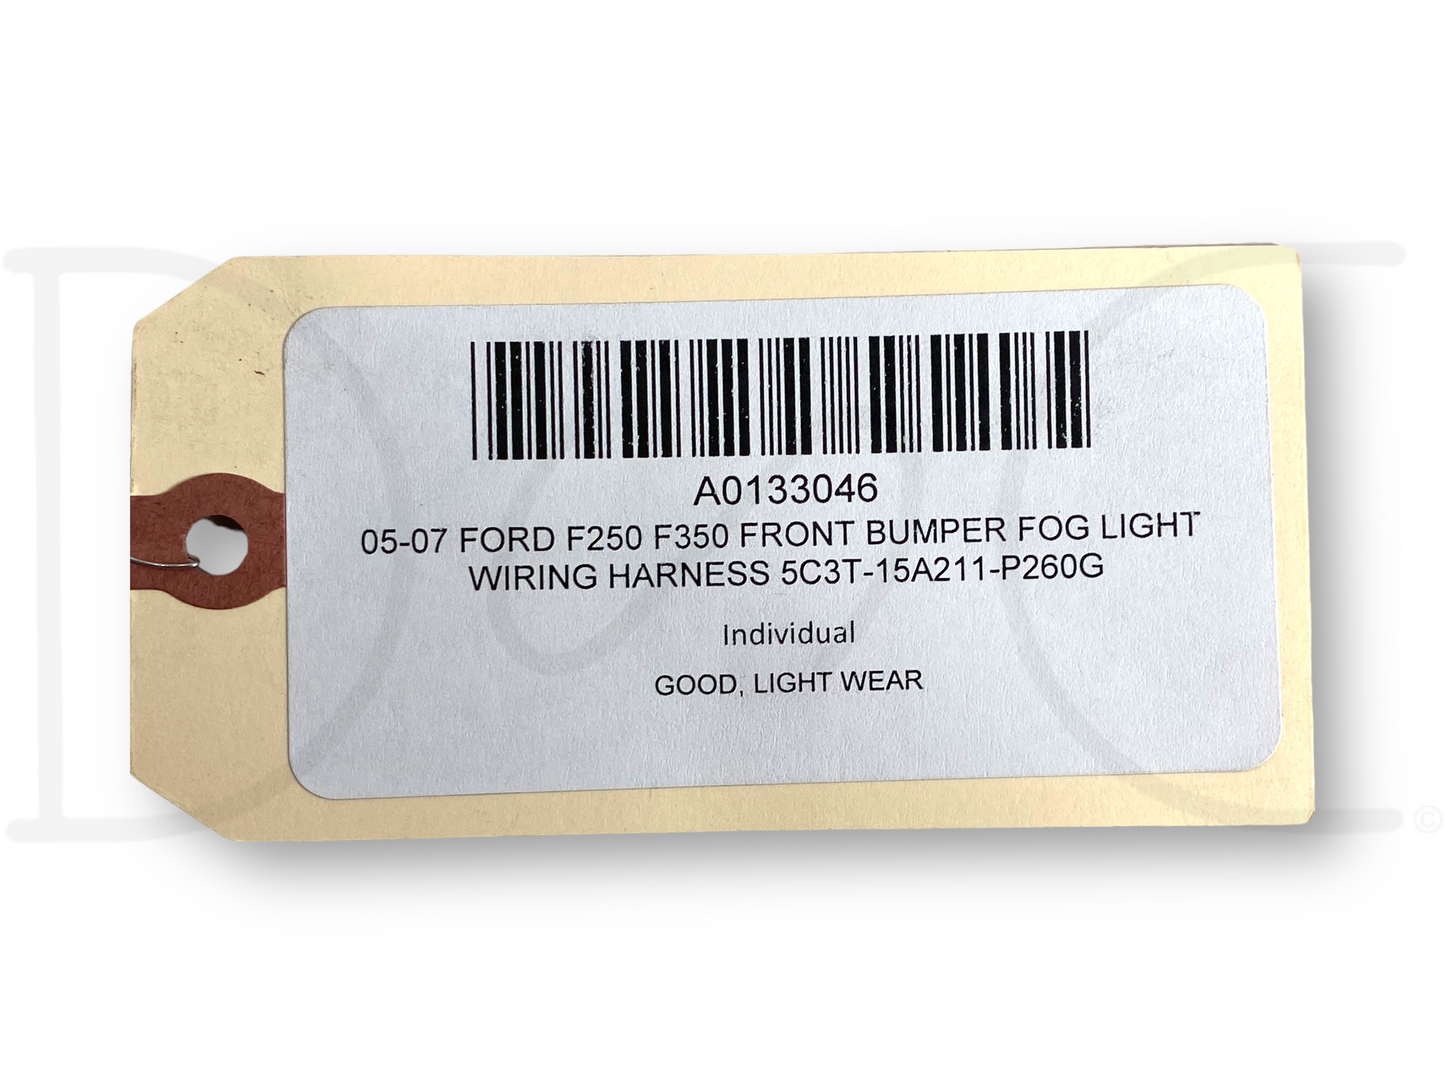 A0133046
05-07 FORD F250 F350 FRONT BUMPER FOG LIGHT
WIRING HARNESS 5C3T-15A211-P260G
Individual
GOOD, LIGHT WEAR
©